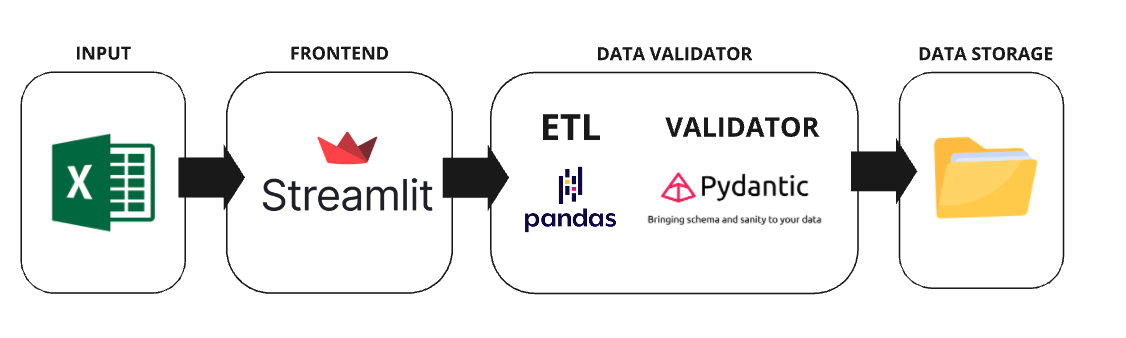 INPUT
FRONTEND
DATA VALIDATOR
DATA STORAGE
X
Streamlit
ETL
pandas
VALIDATOR
Pydantic
Bringing schema and sanity to your data